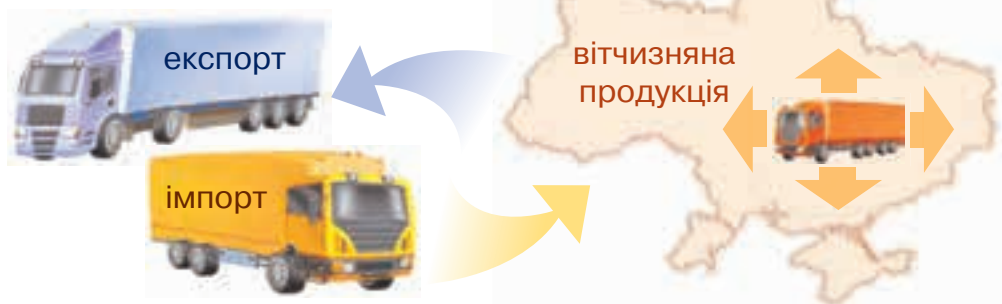 експорт
імпорт
вітчизняна
продукція